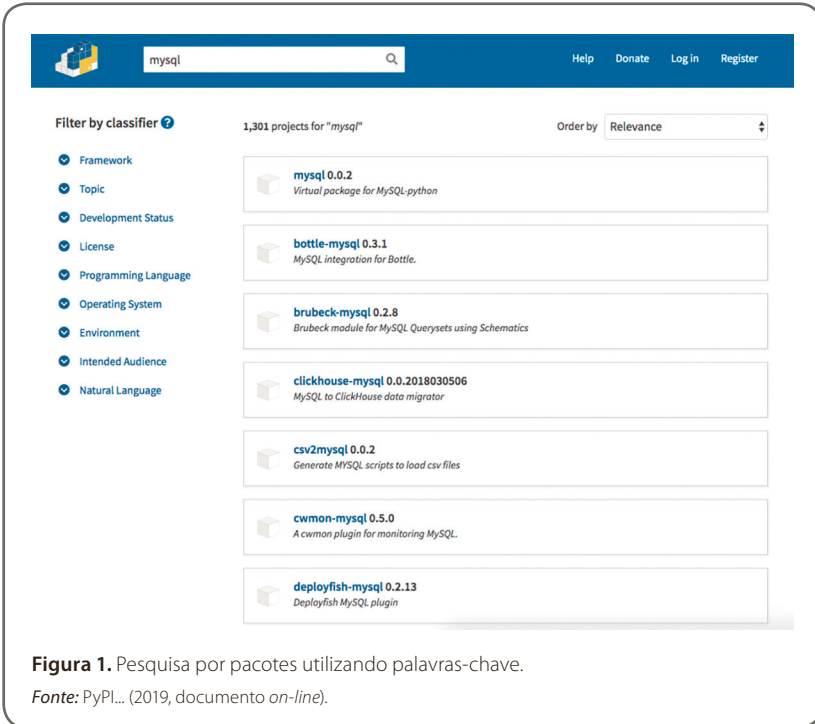 mysql
Help Donate Log in Register
Filter by classifier ?
Framework
Topic
Development Status
License
Programming Language
Operating System
Environment
Intended Audience
Natural Language
1,301 projects for "mysql"
Order by Relevance
mysql 0.0.2
Virtual package for MySQL-python
bottle-mysql 0.3.1
MySQL integration for Bottle.
brubeck-mysql 0.2.8
Brubeck module for MySQL Querysets using Schematics
clickhouse-mysql 0.0.2018030506
MySQL to ClickHouse data migrator
csv2mysql 0.0.2
Generate MYSQL scripts to load csv files
cwmon-mysql 0.5.0
A cwmon plugin for monitoring MySQL.
deployfish-mysql 0.2.13
Deployfish MySQL plugin
Figura 1. Pesquisa por pacotes utilizando palavras-chave.
Fonte: PyPI... (2019, documento on-line).